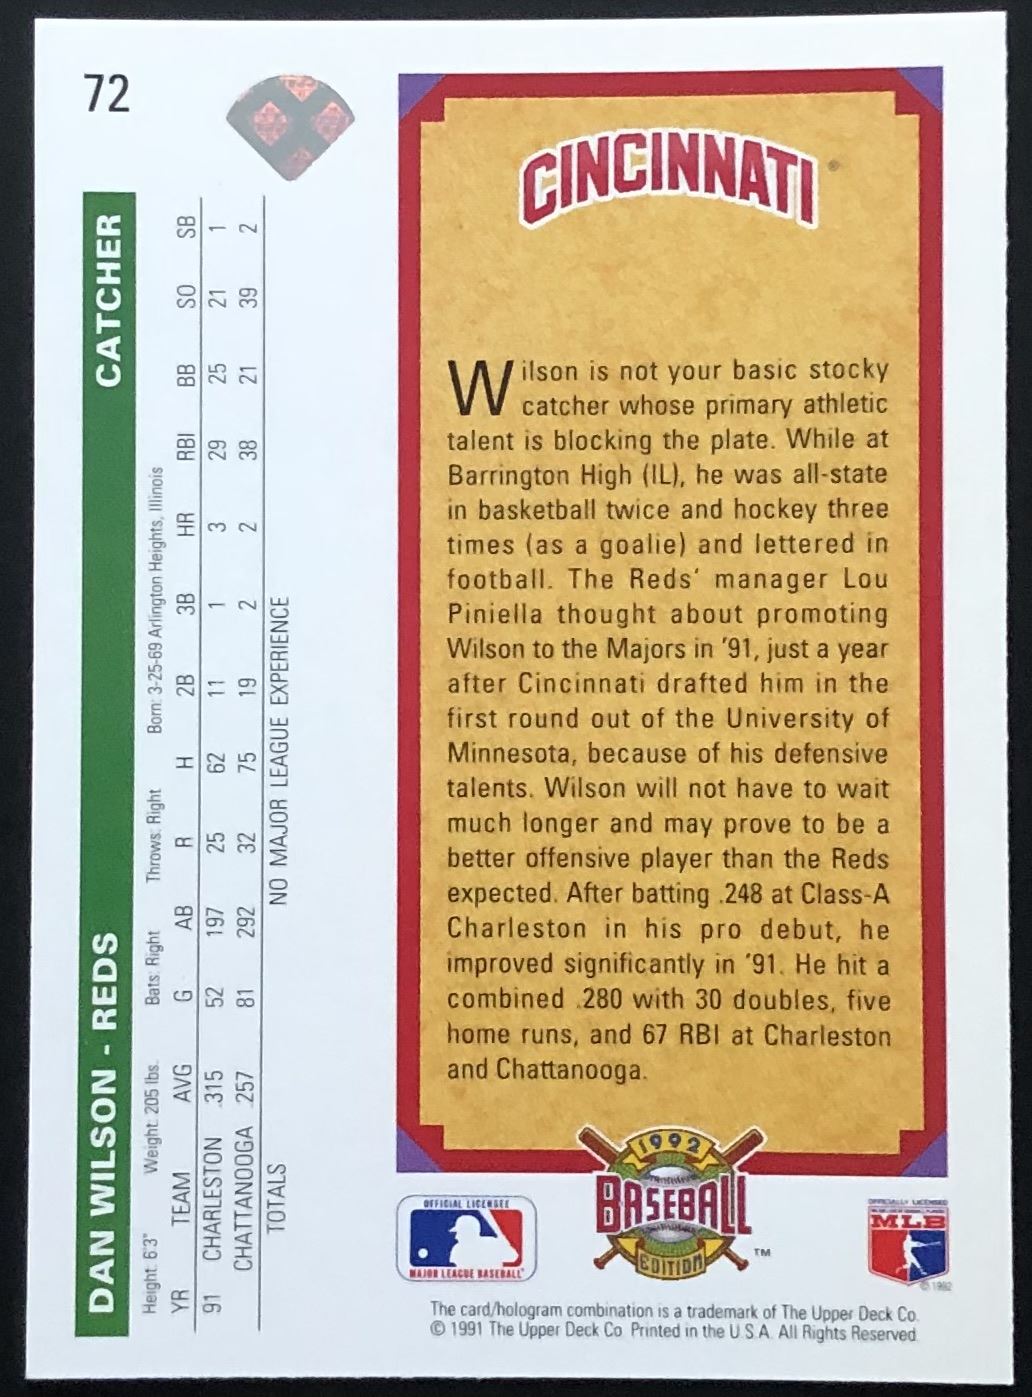 72
DAN WILSON - REDS CATCHER
Height: 6'3" Weight: 205 lbs. Bats: Right Throws: Right Born: 3-25-69 Arlington Heights, Illinois
YR TEAM AVG G AB R H 2B 3B HR RBI BB SO SB
91 CHARLESTON .315 52 197 25 62 11 1 3 29 25 21 1
CHATTANOOGA .257 81 292 32 75 19 2 2 38 21 39 2
TOTALS NO MAJOR LEAGUE EXPERIENCE
CINCINNATI
Wilson is not your basic stocky
catcher whose primary athletic
talent is blocking the plate. While at
Barrington High (IL), he was all-state
in basketball twice and hockey three
times (as a goalie) and lettered in
football. The Reds' manager Lou
Piniella thought about promoting
Wilson to the Majors in '91, just a year
after Cincinnati drafted him in the
first round out of the University of
Minnesota, because of his defensive
talents. Wilson will not have to wait
much longer and may prove to be a
better offensive player than the Reds
expected. After batting .248 at Class-A
Charleston in his pro debut, he
improved significantly in '91. He hit a
combined .280 with 30 doubles, five
home runs, and 67 RBI at Charleston
and Chattanooga.
OFFICIAL LICENSEE
MAJOR LEAGUE BASEBALL
1992
BASEBALL
EDITION
TM
OFFICIALLY LICENSED
MLB
© 1992
The card/hologram combination is a trademark of The Upper Deck Co.
© 1991 The Upper Deck Co. Printed in the U.S.A. All Rights Reserved.